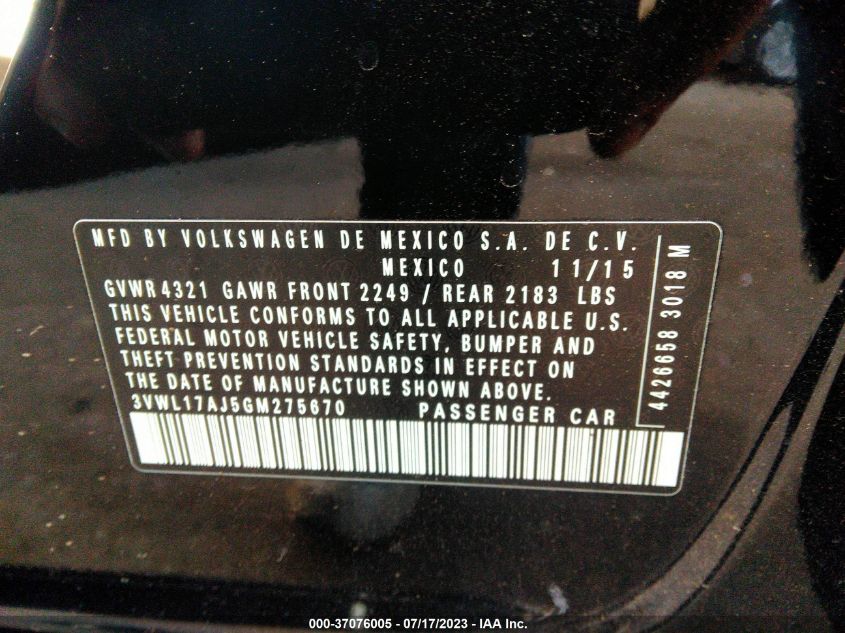 MFD BY VOLKSWAGEN DE MEXICO S.A. DE C.V.
MEXICO 11/15
GVWR 4321 GAWR FRONT 2249 / REAR 2183 LBS
THIS VEHICLE CONFORMS TO ALL APPLICABLE U.S.
FEDERAL MOTOR VEHICLE SAFETY, BUMPER AND
THEFT PREVENTION STANDARDS IN EFFECT ON
THE DATE OF MANUFACTURE SHOWN ABOVE.
3VWL17AJ5GM275670 PASSENGER CAR
4426658 3018 M
000-37076005 - 07/17/2023 - IAA Inc.